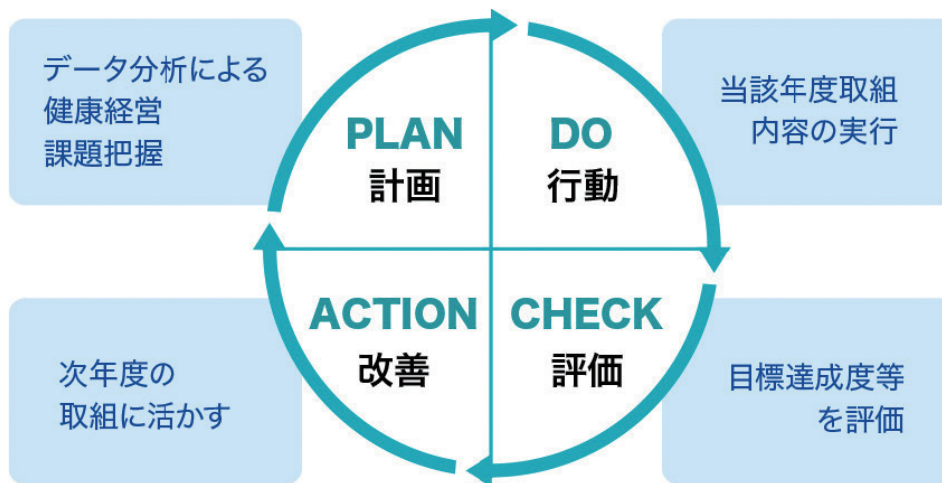 データ分析による
健康経営
課題把握
PLAN
計画
DO
行動
当該年度取組
内容の実行
次年度の
取組に活かす
ACTION
改善
CHECK
評価
目標達成度等
を評価